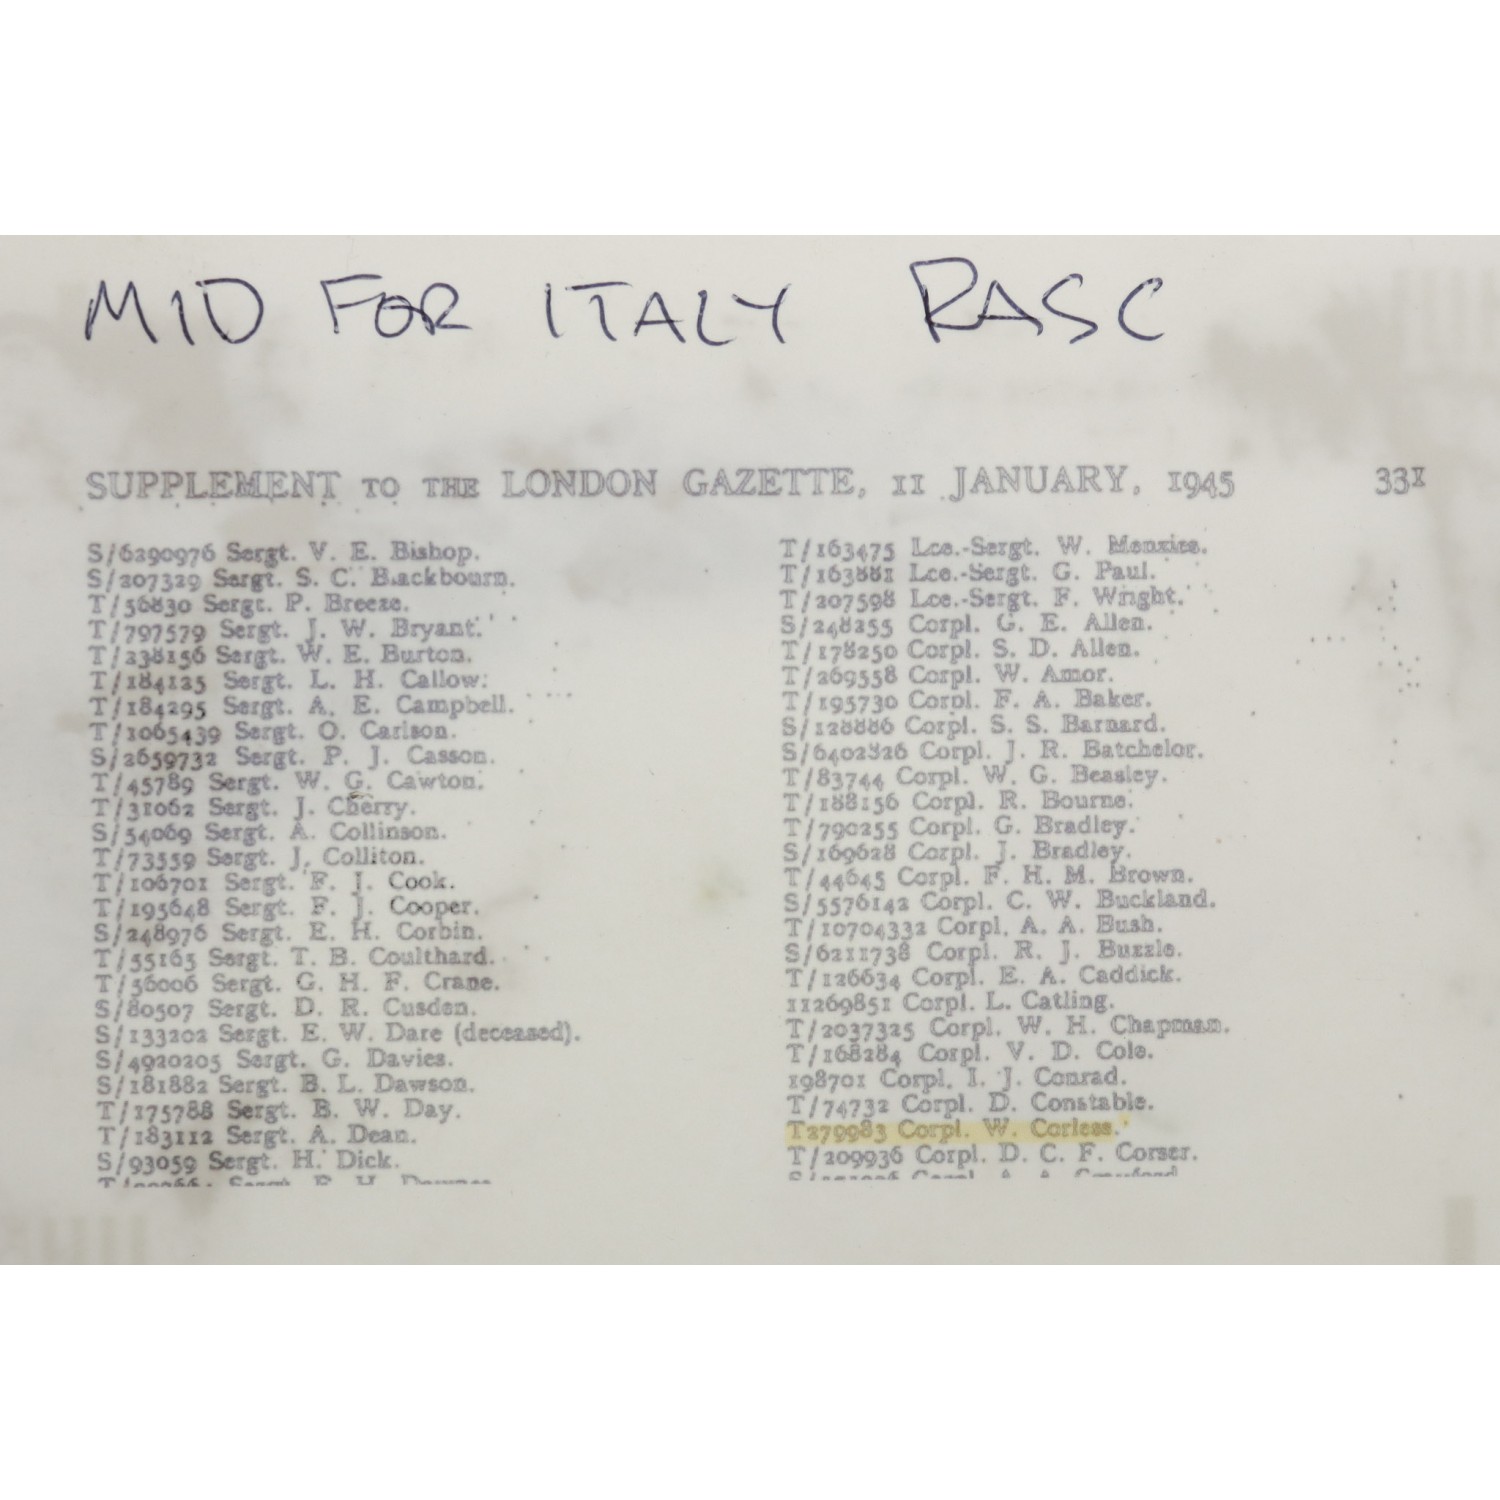 MID FOR ITALY RASC
SUPPLEMENT TO THE LONDON GAZETTE, 11 JANUARY, 1945 331
S/6290976 Sergt. V. E. Bishop.
S/207329 Sergt. S. C. Blackbourn.
T/56830 Sergt. P. Breeze.
T/797579 Sergt. J. W. Bryant.
T/238156 Sergt. W. E. Burton.
T/184125 Sergt. L. H. Callow.
T/184295 Sergt. A. E. Campbell.
T/1065439 Sergt. O. Carlson.
S/2659732 Sergt. P. J. Casson.
T/45789 Sergt. W. G. Cawton.
T/31062 Sergt. J. Cherry.
S/54069 Sergt. A. Collinson.
T/73559 Sergt. J. Colliton.
T/106701 Sergt. F. J. Cook.
T/195648 Sergt. F. J. Cooper.
S/248976 Sergt. E. H. Corbin.
T/55165 Sergt. T. B. Coulthard.
T/56006 Sergt. G. H. F. Crane.
S/80507 Sergt. D. R. Cusden.
S/133202 Sergt. E. W. Dare (deceased).
S/4920205 Sergt. G. Davies.
S/181882 Sergt. B. L. Dawson.
T/175788 Sergt. B. W. Day.
T/183112 Sergt. A. Dean.
S/93059 Sergt. H. Dick.
T/163475 Lce.-Sergt. W. Menzies.
T/163881 Lce.-Sergt. G. Paul.
T/207598 Lce.-Sergt. F. Wright.
S/248255 Corpl. G. E. Allen.
T/178250 Corpl. S. D. Allen.
T/269558 Corpl. W. Amor.
T/195730 Corpl. F. A. Baker.
S/128886 Corpl. S. S. Barnard.
S/6402826 Corpl. J. R. Batchelor.
T/83744 Corpl. W. G. Beasley.
T/188156 Corpl. R. Bourne.
T/790255 Corpl. G. Bradley.
S/169628 Corpl. J. Bradley.
T/44645 Corpl. F. H. M. Brown.
S/5576142 Corpl. C. W. Buckland.
T/10704332 Corpl. A. A. Bush.
S/6211738 Corpl. R. J. Buzzle.
T/126634 Corpl. E. A. Caddick.
11269851 Corpl. L. Catling.
T/2037325 Corpl. W. H. Chapman.
T/168284 Corpl. V. D. Cole.
198701 Corpl. I. J. Conrad.
T/74732 Corpl. D. Constable.
T279983 Corpl. W. Corless.
T/209936 Corpl. D. C. F. Corser.